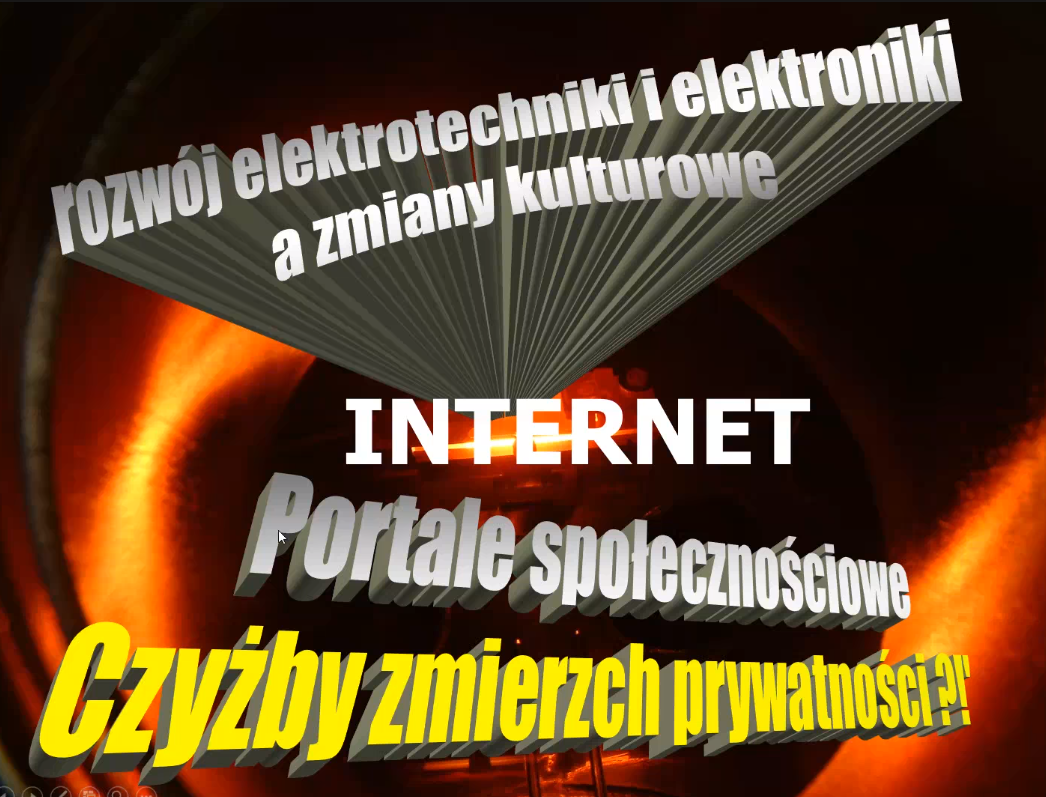 rozwój elektrotechniki i elektroniki
a zmiany kulturowe
INTERNET
Portale społecznościowe
Czyżby zmierzch prywatności ?!